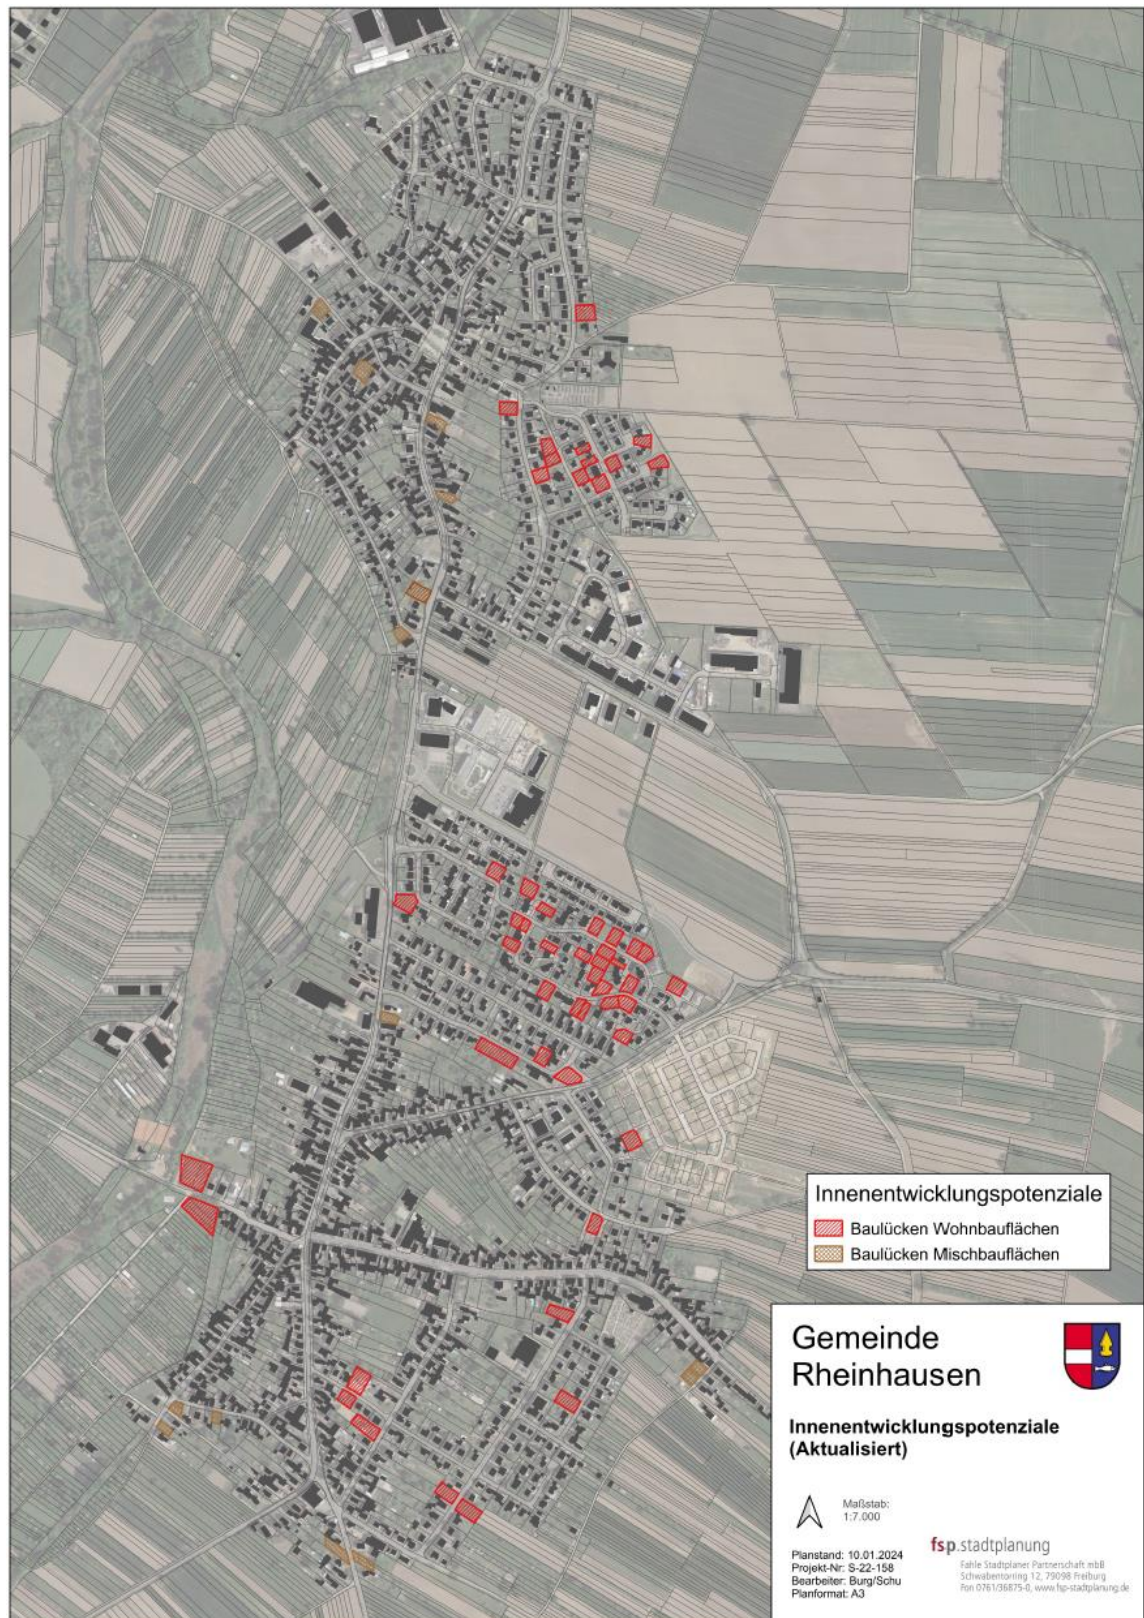 Innenentwicklungspotenziale
Baulücken Wohnbauflächen
Baulücken Mischbauflächen
Gemeinde
Rheinhausen
Innenentwicklungspotenziale
(Aktualisiert)
Maßstab:
1:7.000
Planstand: 10.01.2024
Projekt-Nr: S-22-158
Bearbeiter: Burg/Schu
Planformat: A3
fsp.stadtplanung
Fahle Stadtplaner Partnerschaft mbB
Schwabentorring 12, 79098 Freiburg
Fon 0761/36875-0, www.fsp-stadtplanung.de